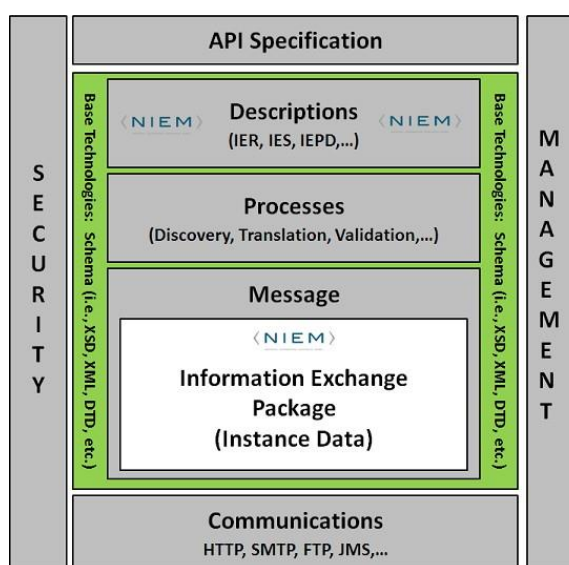 API Specification
SECURITY
Base Technologies: Schema (i.e., XSD, XML, DTD, etc.)
〈NIEM〉
Descriptions
〈NIEM〉
(IER, IES, IEPD,...)
Processes
(Discovery, Translation, Validation,...)
Message
〈NIEM〉
Information Exchange
Package
(Instance Data)
Base Technologies: Schema (i.e., XSD, XML, DTD, etc.)
MANAGEMENT
Communications
HTTP, SMTP, FTP, JMS,...